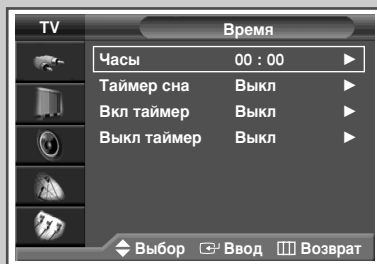 TV Время
Часы 00 : 00
Таймер сна Выкл
Вкл таймер Выкл
Выкл таймер Выкл
Выбор Ввод Возврат